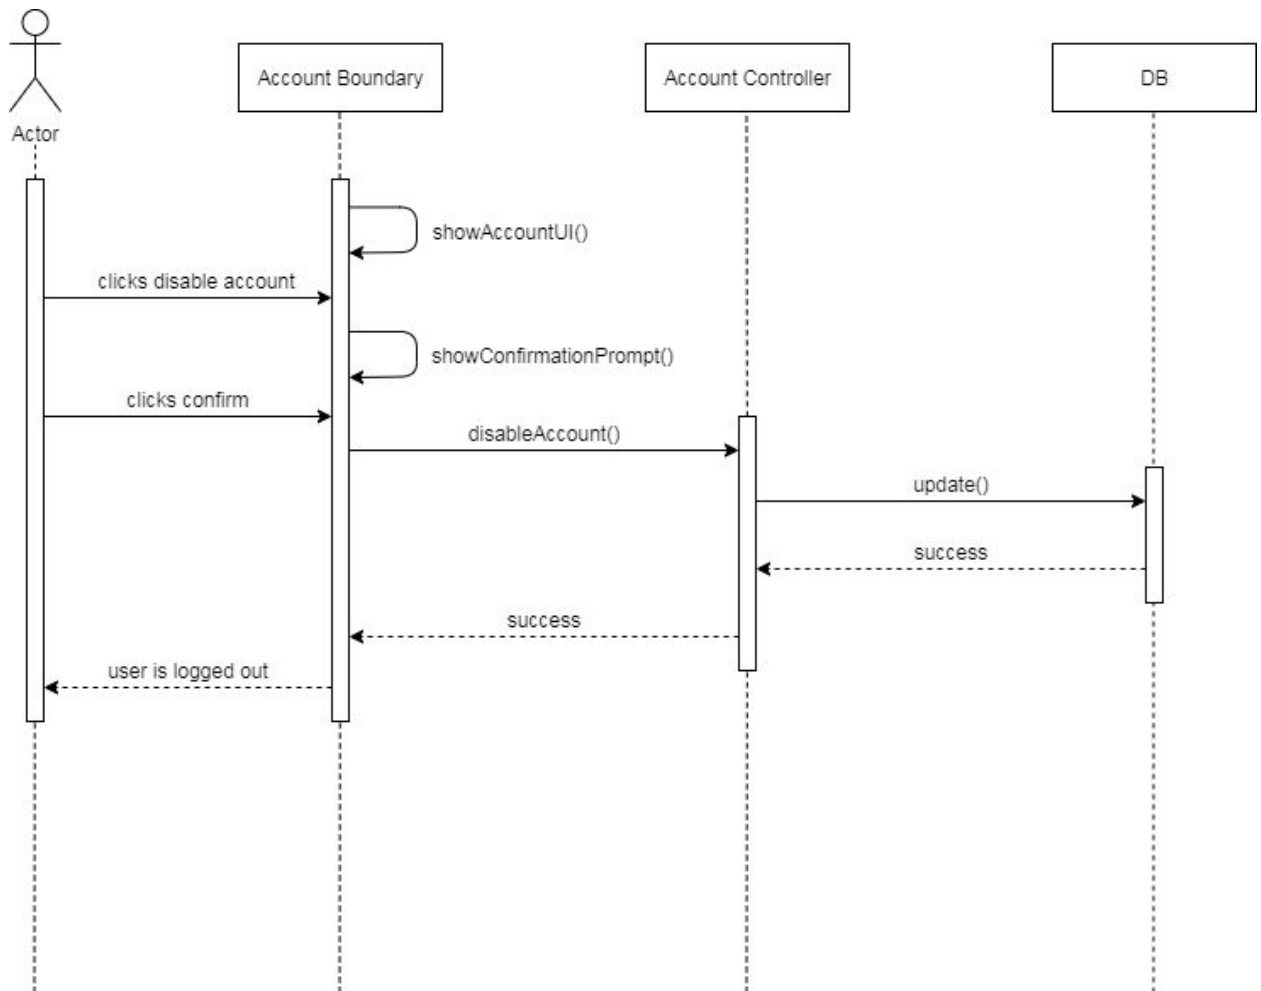 Account Boundary
Account Controller
DB
Actor
showAccountUI()
clicks disable account
showConfirmationPrompt()
clicks confirm
disableAccount()
update()
success
success
user is logged out